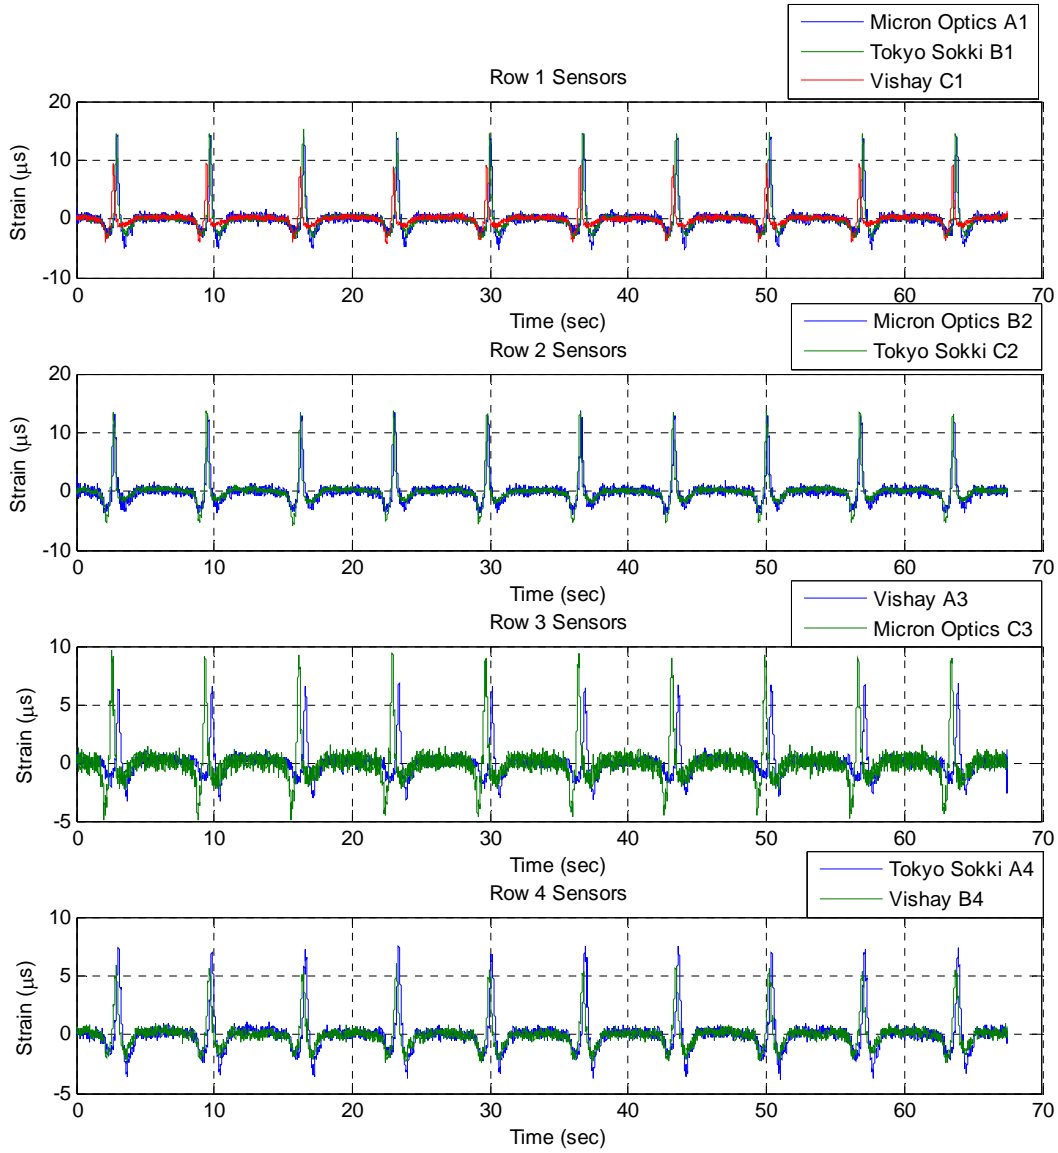 Micron Optics A1
Tokyo Sokki B1
Vishay C1
Row 1 Sensors
Strain (μs)
20
10
0
-10
0 10 20 30 40 50 60 70
Time (sec)
Micron Optics B2
Tokyo Sokki C2
Row 2 Sensors
Strain (μs)
20
10
0
-10
0 10 20 30 40 50 60 70
Time (sec)
Vishay A3
Micron Optics C3
Row 3 Sensors
Strain (μs)
10
5
0
-5
0 10 20 30 40 50 60 70
Time (sec)
Tokyo Sokki A4
Vishay B4
Row 4 Sensors
Strain (μs)
10
5
0
-5
0 10 20 30 40 50 60 70
Time (sec)